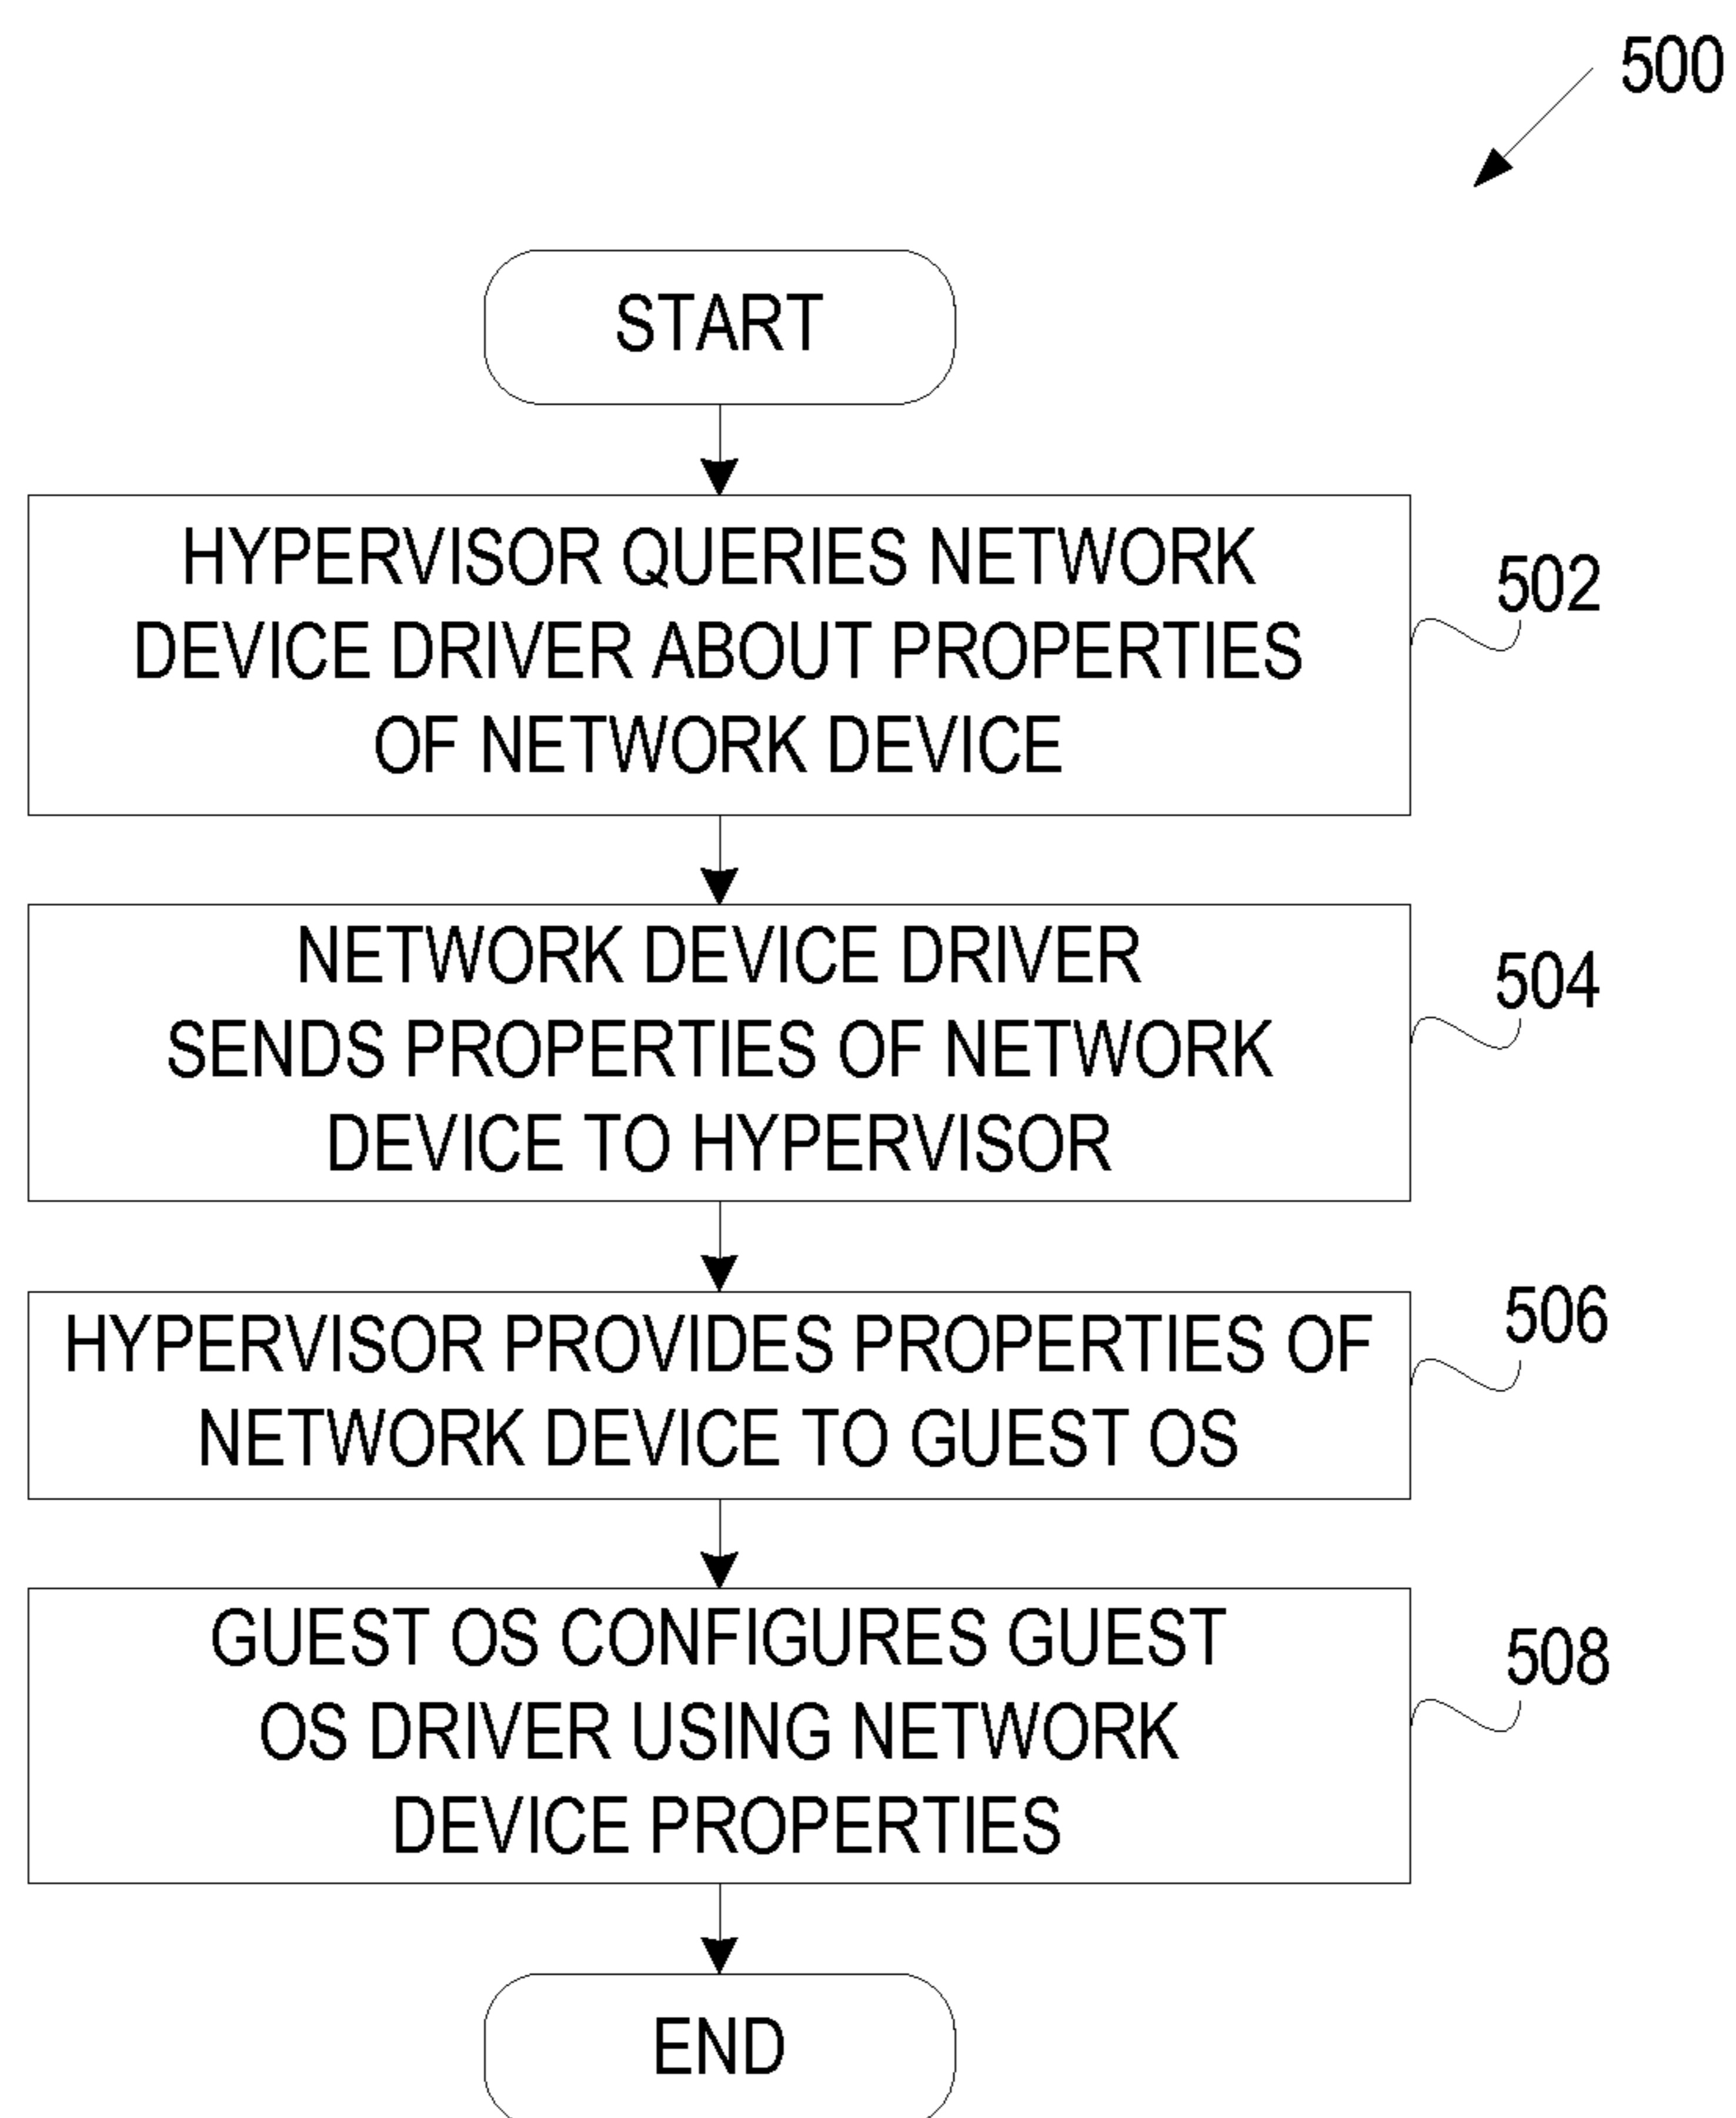 500
START
HYPERVISOR QUERIES NETWORK
DEVICE DRIVER ABOUT PROPERTIES
OF NETWORK DEVICE
502
NETWORK DEVICE DRIVER
SENDS PROPERTIES OF NETWORK
DEVICE TO HYPERVISOR
504
HYPERVISOR PROVIDES PROPERTIES OF
NETWORK DEVICE TO GUEST OS
506
GUEST OS CONFIGURES GUEST
OS DRIVER USING NETWORK
DEVICE PROPERTIES
508
END